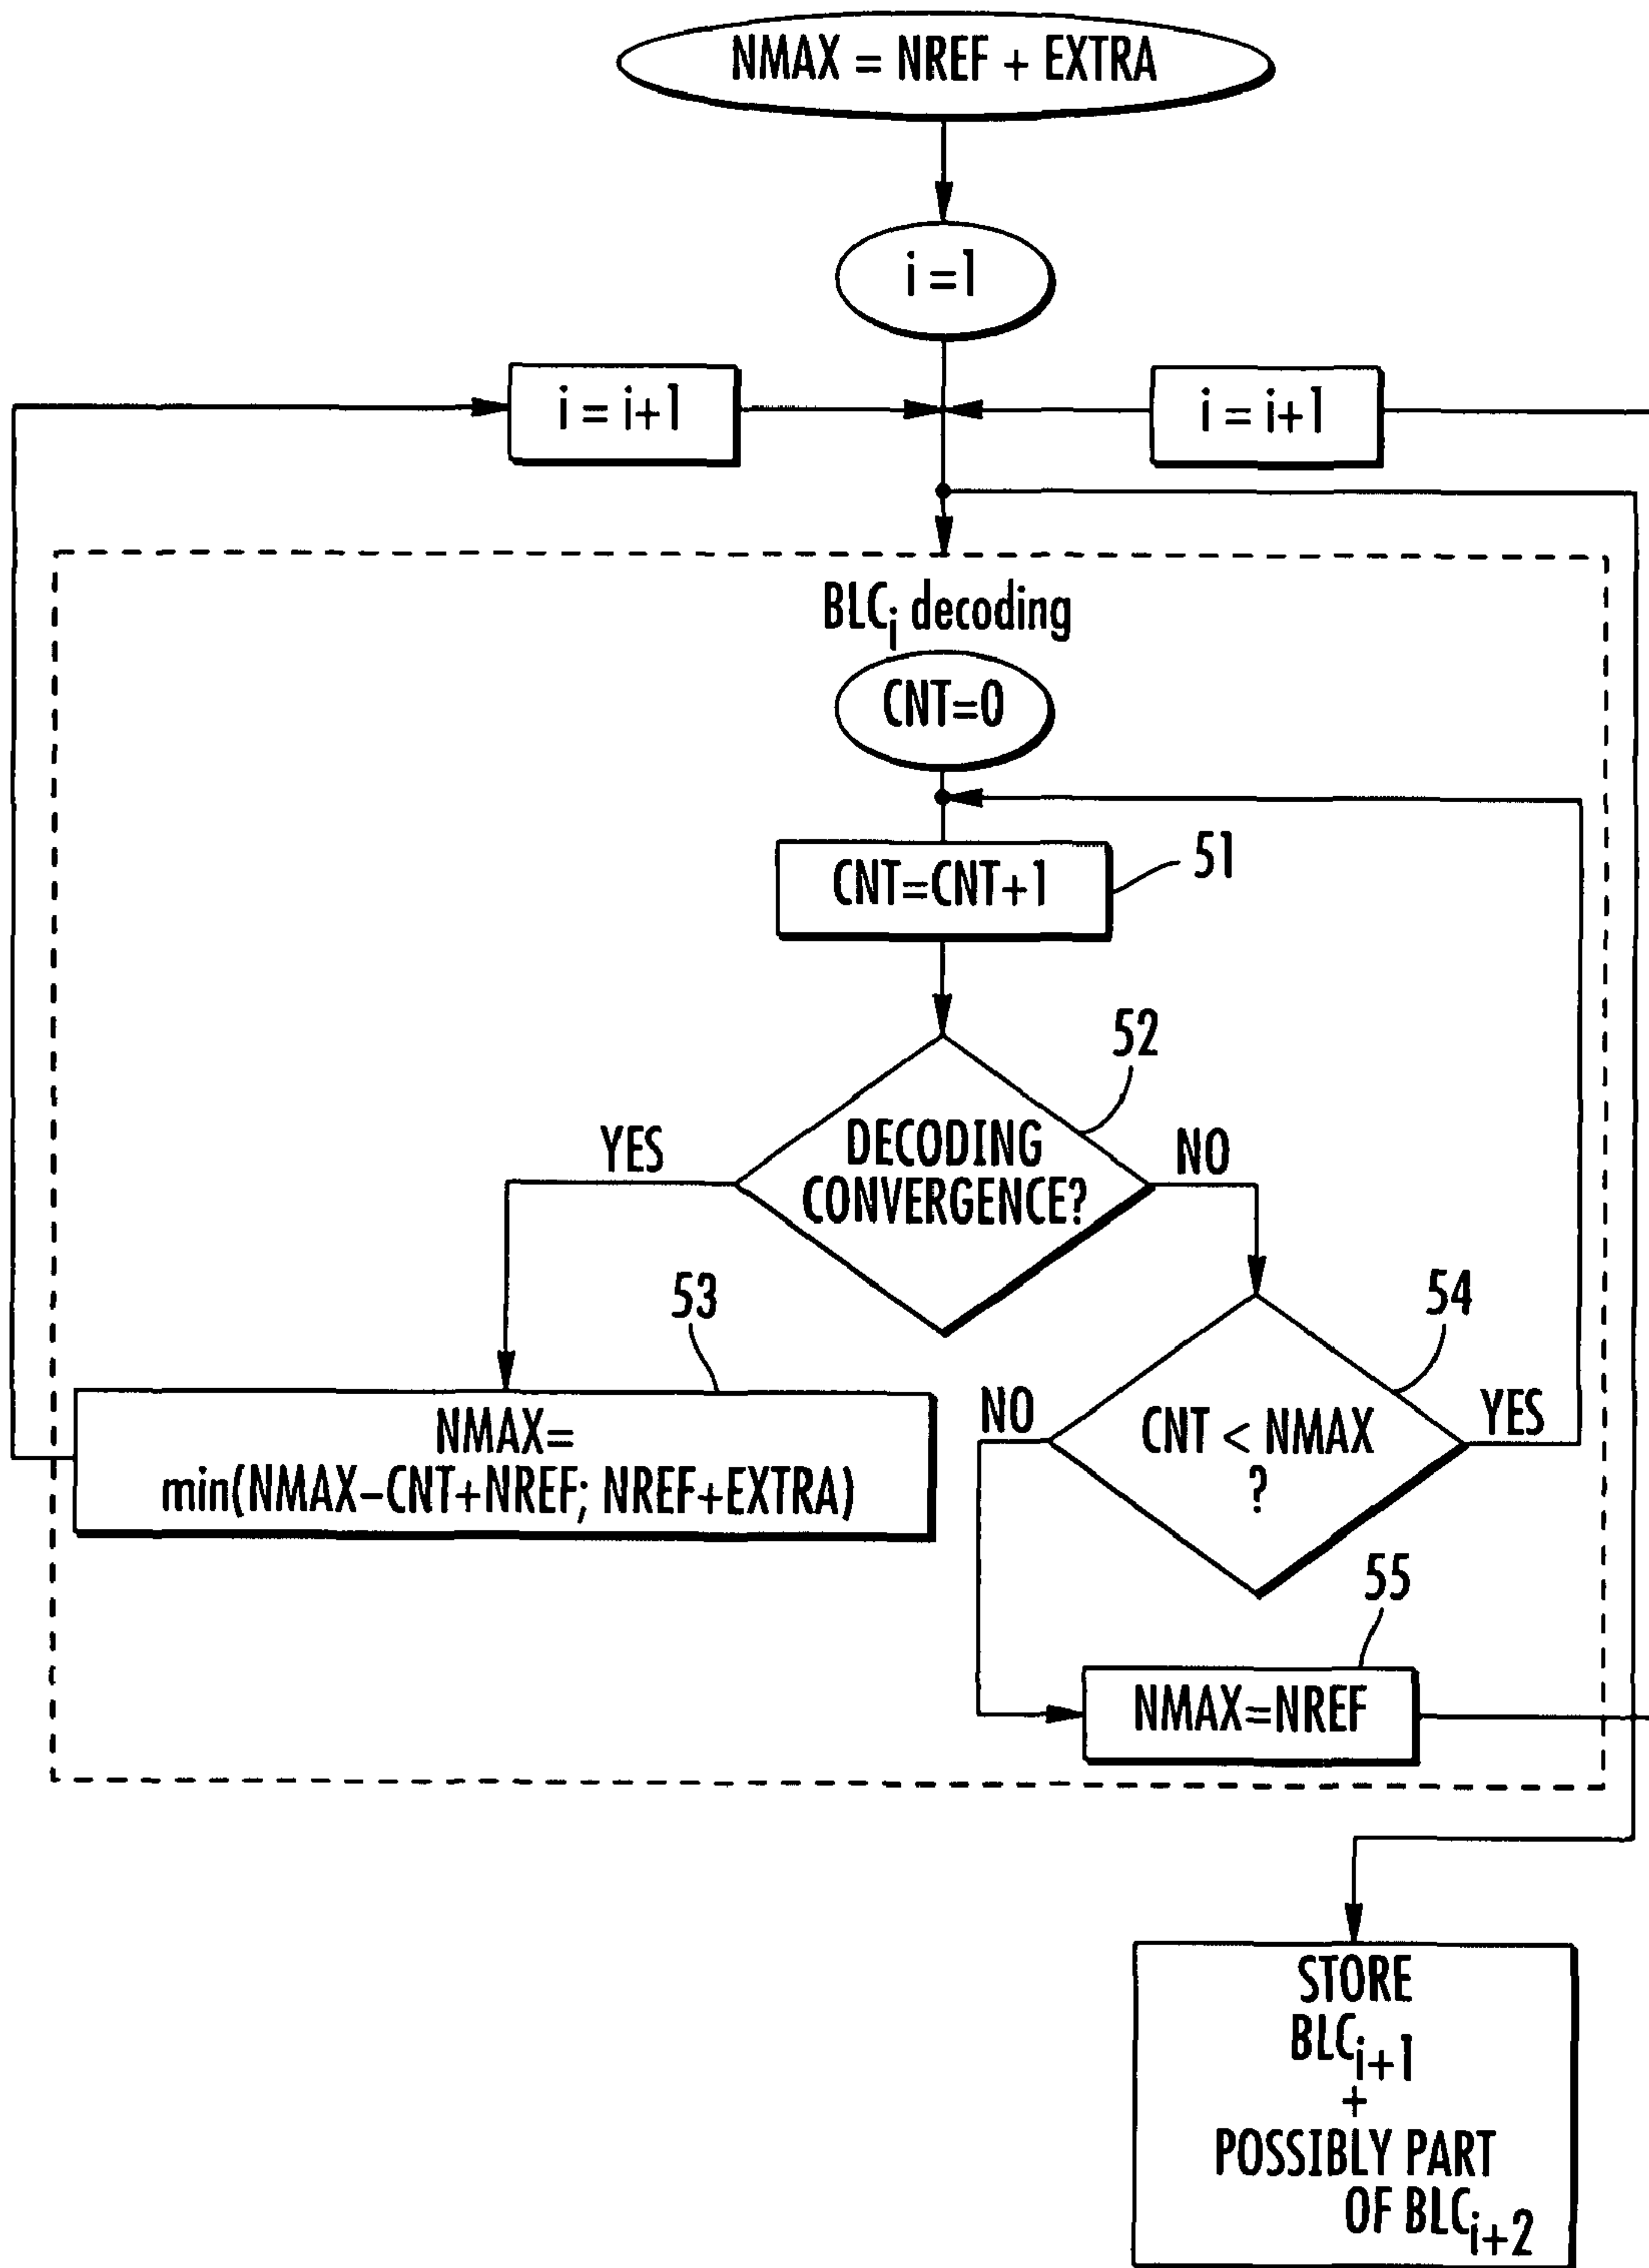 NMAX = NREF + EXTRA
i =1
i = i+1
i = i+1
BLCi decoding
CNT=0
CNT=CNT+1
51
52
YES
DECODING
CONVERGENCE?
NO
53
54
NMAX=
min(NMAX–CNT+NREF; NREF+EXTRA)
NO
CNT < NMAX
?
YES
55
NMAX=NREF
STORE
BLCi+1
+
POSSIBLY PART
OF BLCi+2